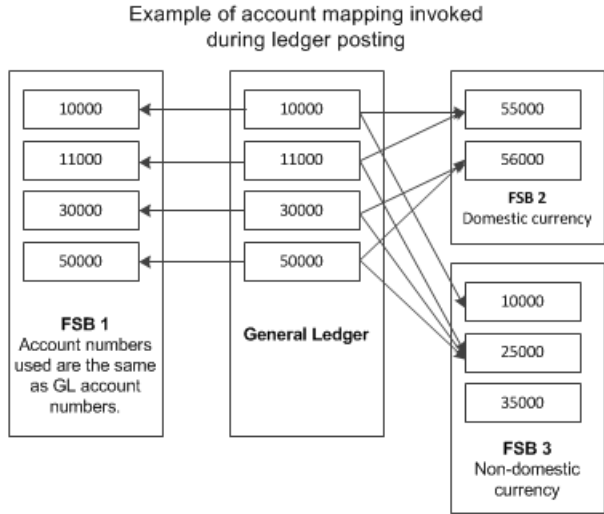 Example of account mapping invoked
during ledger posting
10000
11000
30000
50000
FSB 1
Account numbers
used are the same
as GL account
numbers.
10000
11000
30000
50000
General Ledger
55000
56000
FSB 2
Domestic currency
10000
25000
35000
FSB 3
Non-domestic
currency